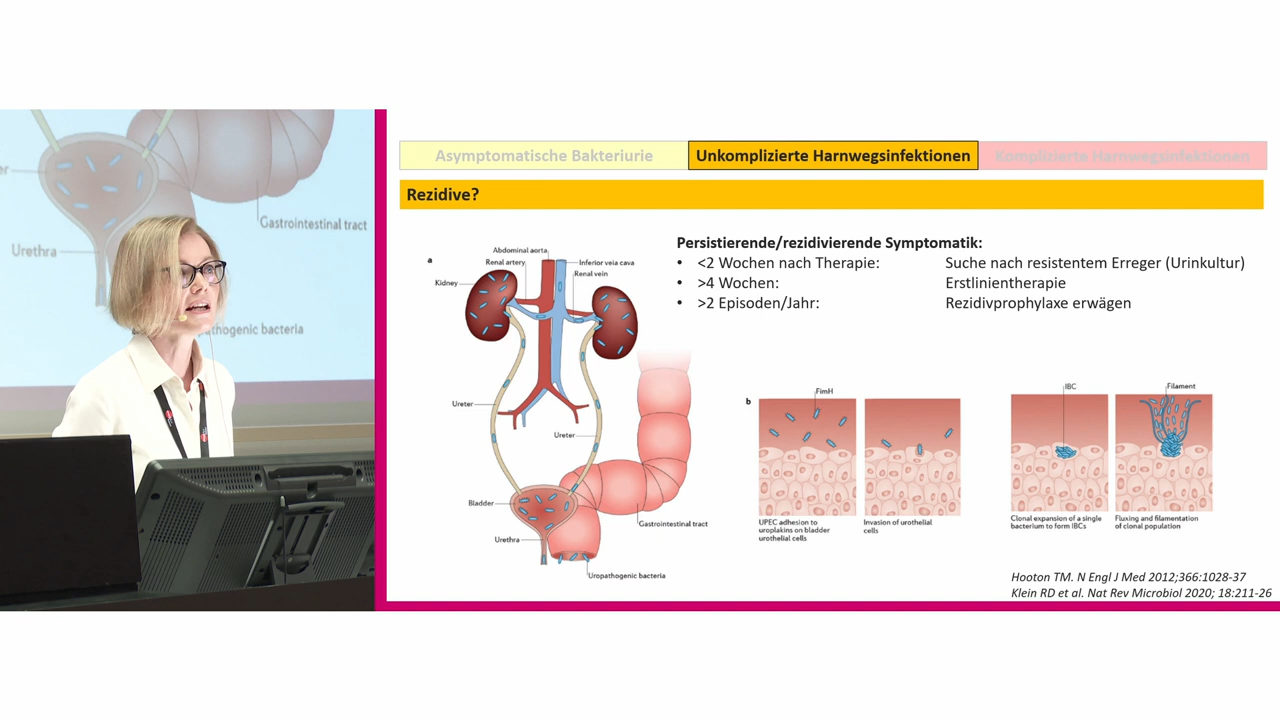 Gastrointestinal tract
Urethra
pathogenic bacteria
Asymptomatische Bakteriurie
Unkomplizierte Harnwegsinfektionen
Komplizierte Harnwegsinfektionen
Rezidive?
Persistierende/rezidivierende Symptomatik:
• <2 Wochen nach Therapie: Suche nach resistentem Erreger (Urinkultur)
• >4 Wochen: Erstlinientherapie
• >2 Episoden/Jahr: Rezidivprophylaxe erwägen
a
Abdominal aorta
Renal artery
Inferior veia cava
Renal vein
Kidney
Ureter
Ureter
Bladder
Urethra
Gastrointestinal tract
Uropathogenic bacteria
b
FimH
IBC
Filament
UPEC adhesion to
uroplakins on bladder
urothelial cells
Invasion of urothelial
cells
Clonal expansion of a single
bacterium to form IBCs
Fluxing and filamentation
of clonal population
Hooton TM. N Engl J Med 2012;366:1028-37
Klein RD et al. Nat Rev Microbiol 2020; 18:211-26